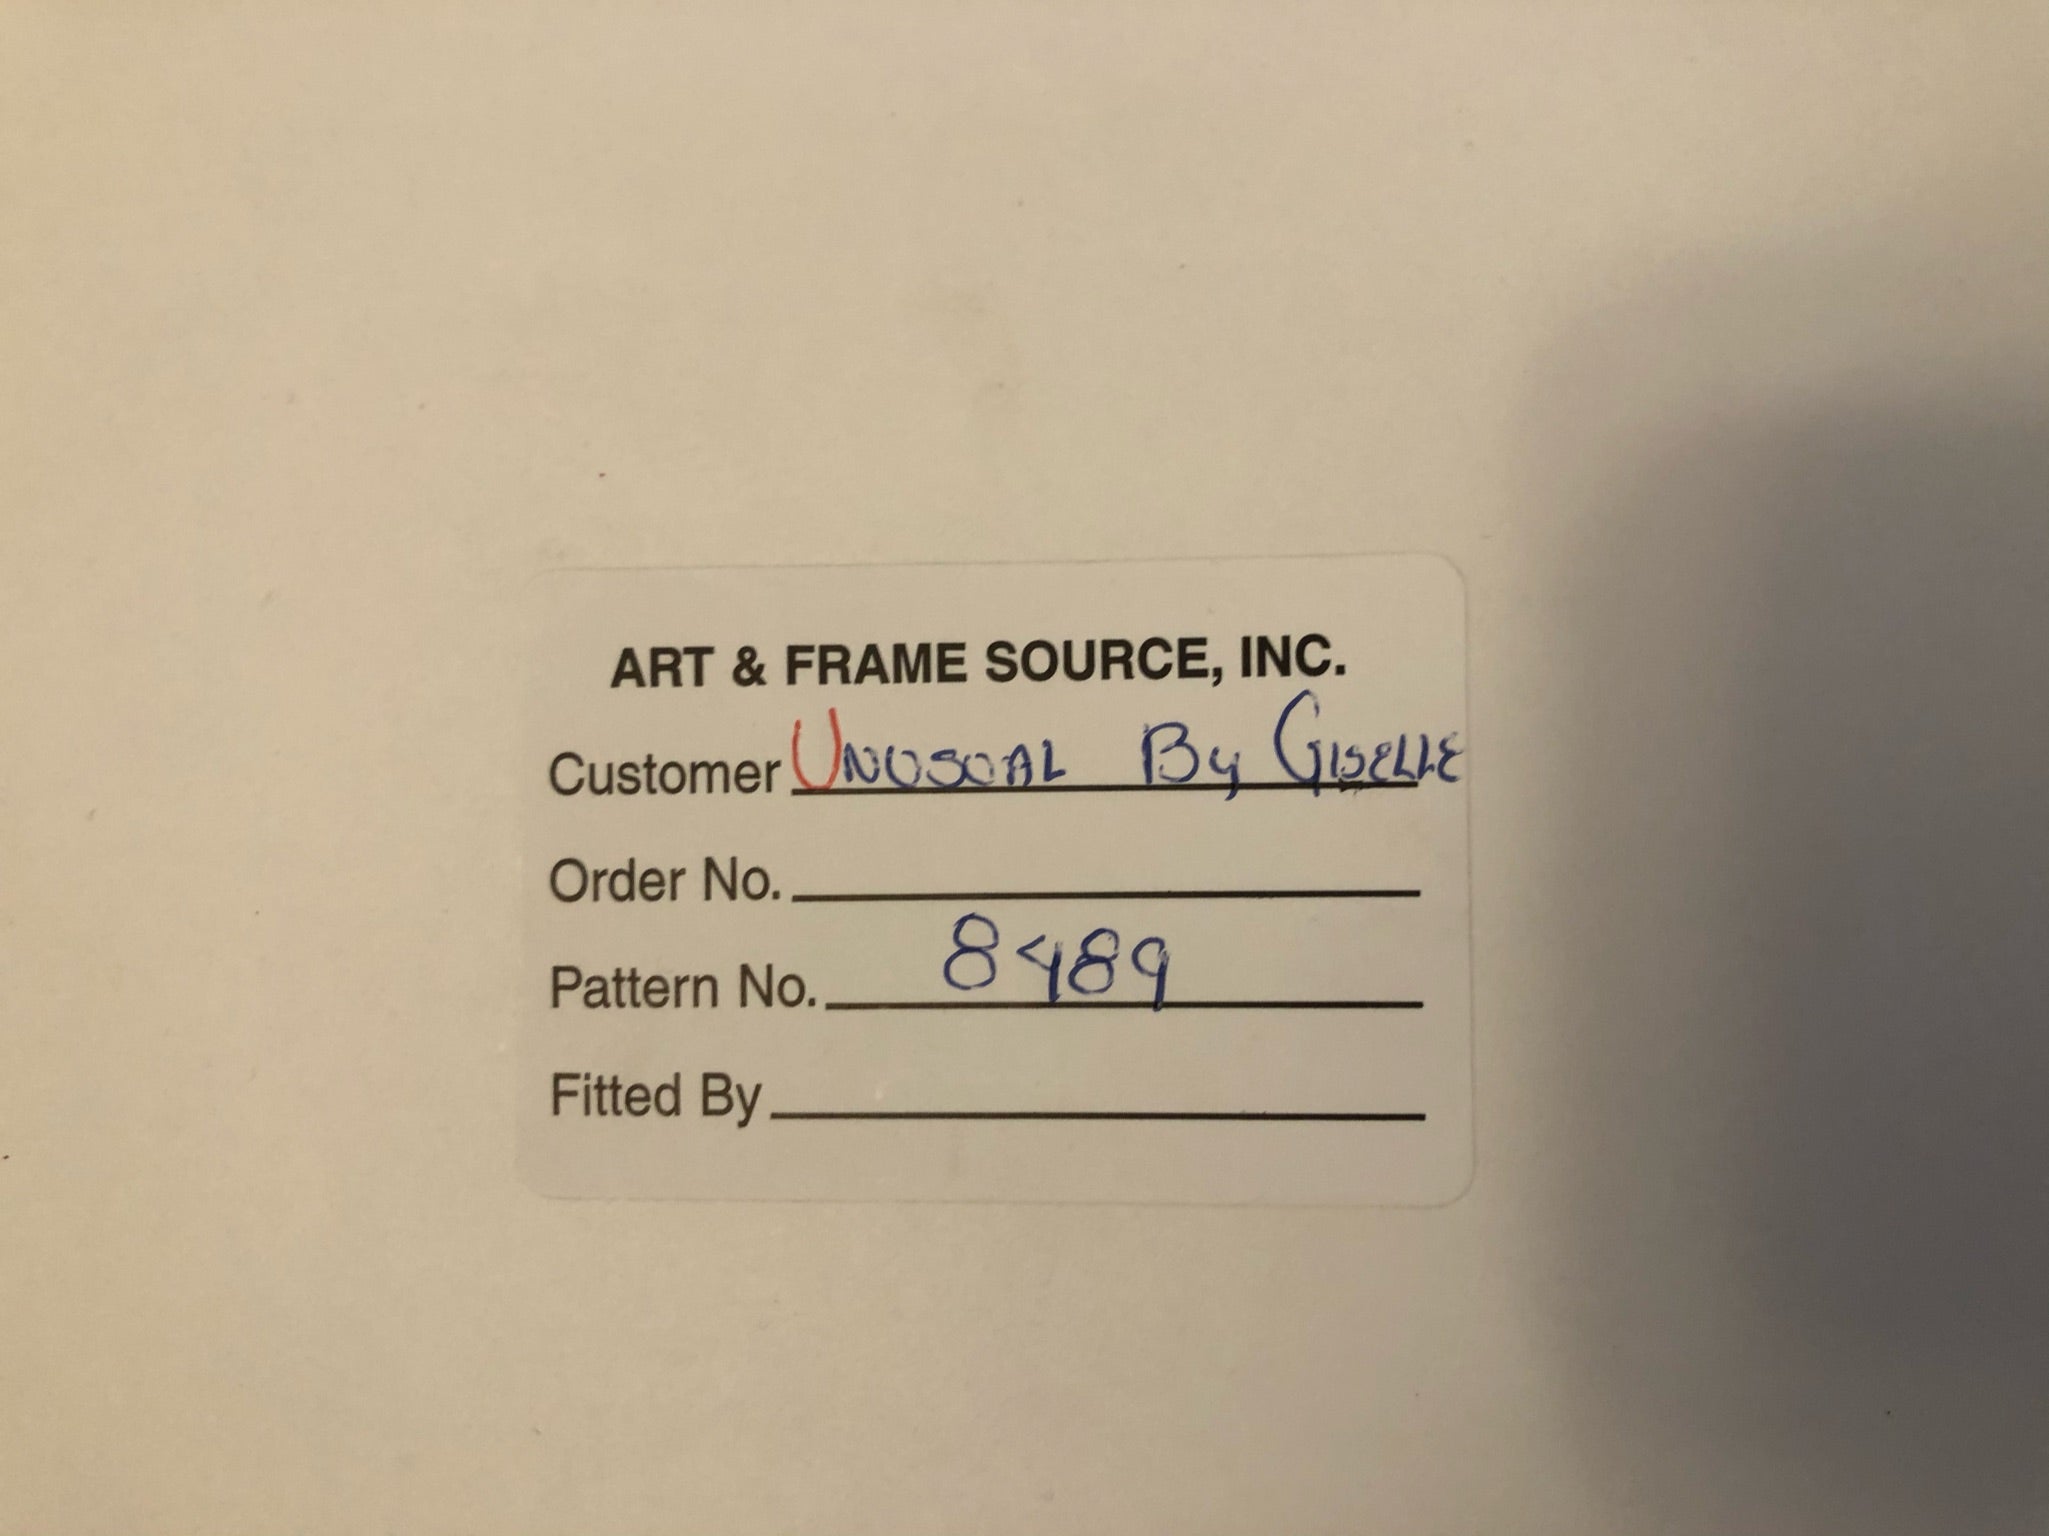 ART & FRAME SOURCE, INC.
Customer UNUSUAL By GISELLE
Order No.
Pattern No. 8489
Fitted By